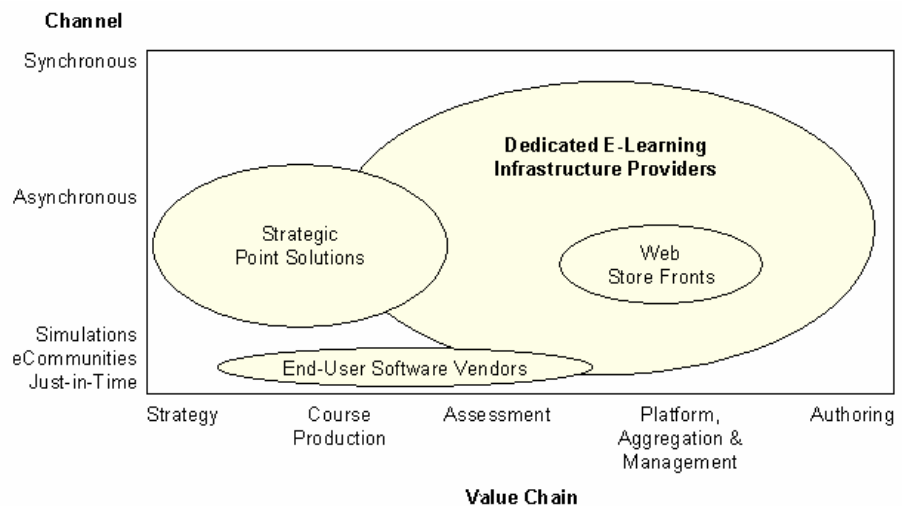 Channel
Synchronous
Dedicated E-Learning
Infrastructure Providers
Asynchronous
Strategic
Point Solutions
Web
Store Fronts
Simulations
eCommunities
Just-in-Time
End-User Software Vendors
Strategy
Course
Production
Assessment
Platform,
Aggregation &
Management
Authoring
Value Chain